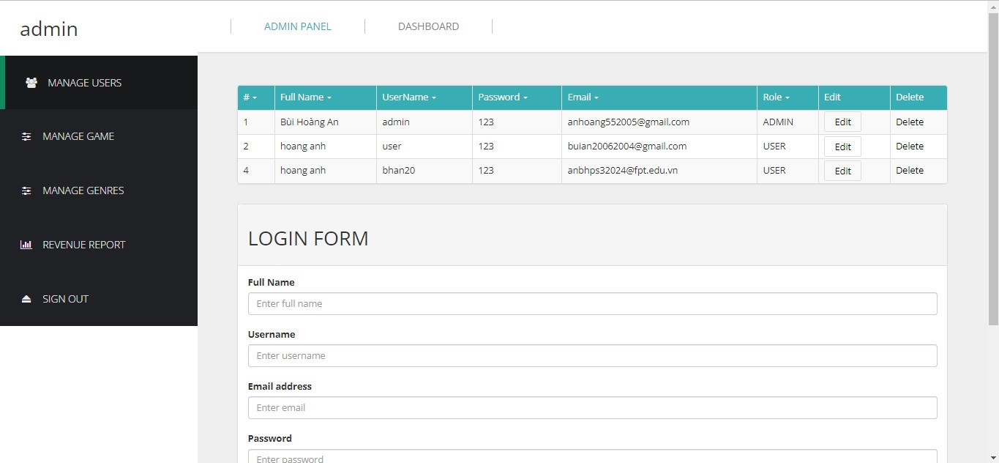 admin
ADMIN PANEL DASHBOARD
MANAGE USERS
MANAGE GAME
MANAGE GENRES
REVENUE REPORT
SIGN OUT
# Full Name UserName Password Email Role Edit Delete
1 Bùi Hoàng An admin 123 anhoang552005@gmail.com ADMIN Edit Delete
2 hoang anh user 123 buian20062004@gmail.com USER Edit Delete
4 hoang anh bhan20 123 anbhps32024@fpt.edu.vn USER Edit Delete
LOGIN FORM
Full Name
Enter full name
Username
Enter username
Email address
Enter email
Password
Enter password